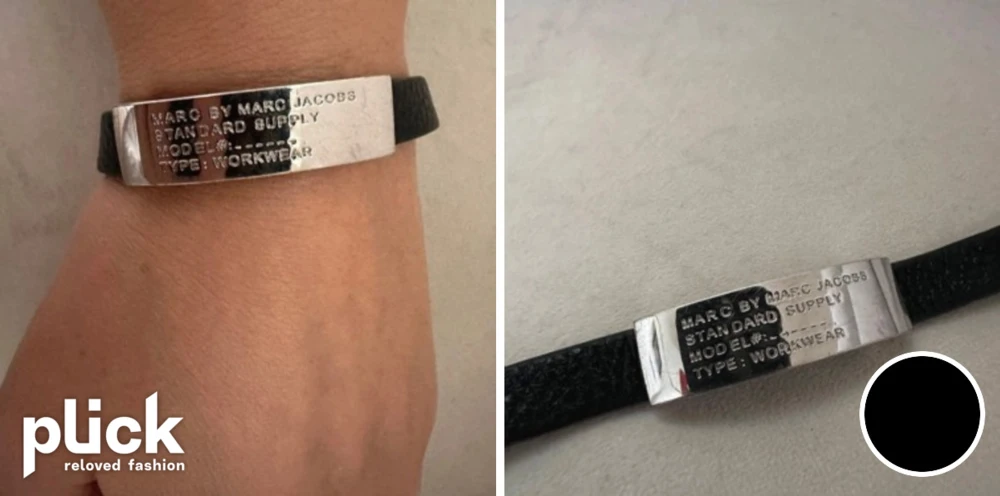 MARC BY MARC JACOBS
STANDARD SUPPLY
MODEL#:------
TYPE: WORKWEAR
plick
reloved fashion
MARC BY MARC JACOBS
STANDARD SUPPLY
MODEL#:------
TYPE: WORKWEAR